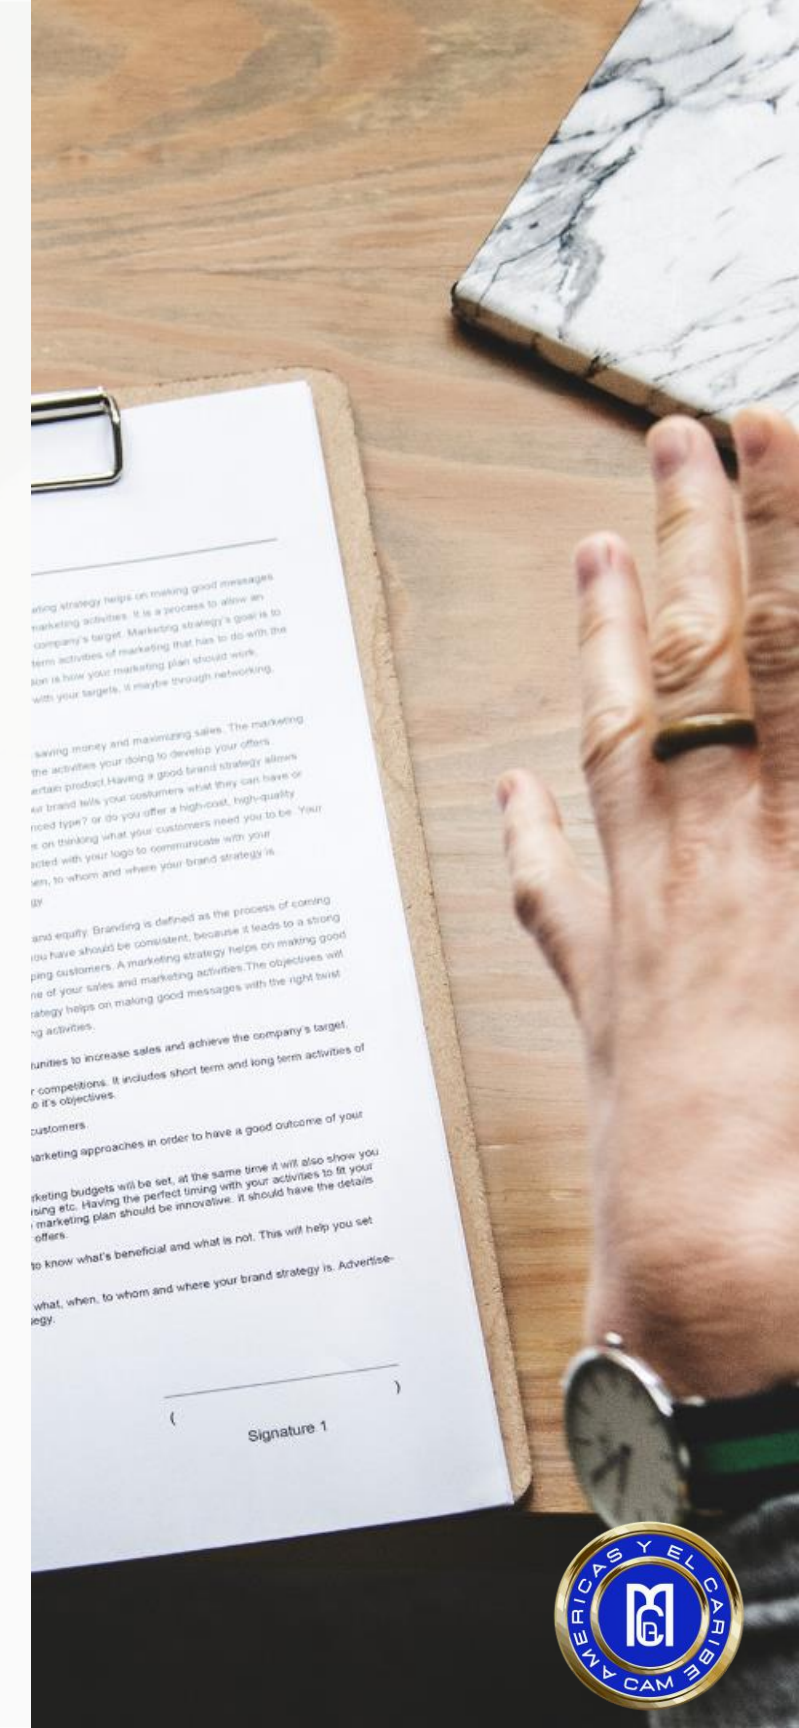 eting strategy helps on making good messages
marketing activities. It is a process to allow an
company's target. Marketing strategy's goal is to
term activities of marketing that has to do with the
tion is how your marketing plan should work,
with your targets, it maybe through networking,
saving money and maximizing sales. The marketing
the activities your doing to develop your offers
ertain product.Having a good brand strategy allows
ur brand tells your costumers what they can have or
nced type? or do you offer a high-cost, high-quality
on thinking what your customers need you to be. Your
cted with your logo to communicate with your
en, to whom and where your brand strategy is
gy
and equity. Branding is defined as the process of coming
ou have should be consistent, because it leads to a strong
ping customers. A marketing strategy helps on making good
ne of your sales and marketing activities.The objectives will
rategy helps on making good messages with the right twist
ng activities.
unities to increase sales and achieve the company's target.
r competitions. It includes short term and long term activities of
o it's objectives.
customers.
marketing approaches in order to have a good outcome of your
rketing budgets will be set, at the same time it will also show you
ising etc. Having the perfect timing with your activities to fit your
marketing plan should be innovative. It should have the details
offers.
to know what's beneficial and what is not. This will help you set
what, when, to whom and where your brand strategy is. Advertise-
egy.
( )
Signature 1
AMERICAS Y EL CARIBE
CAM